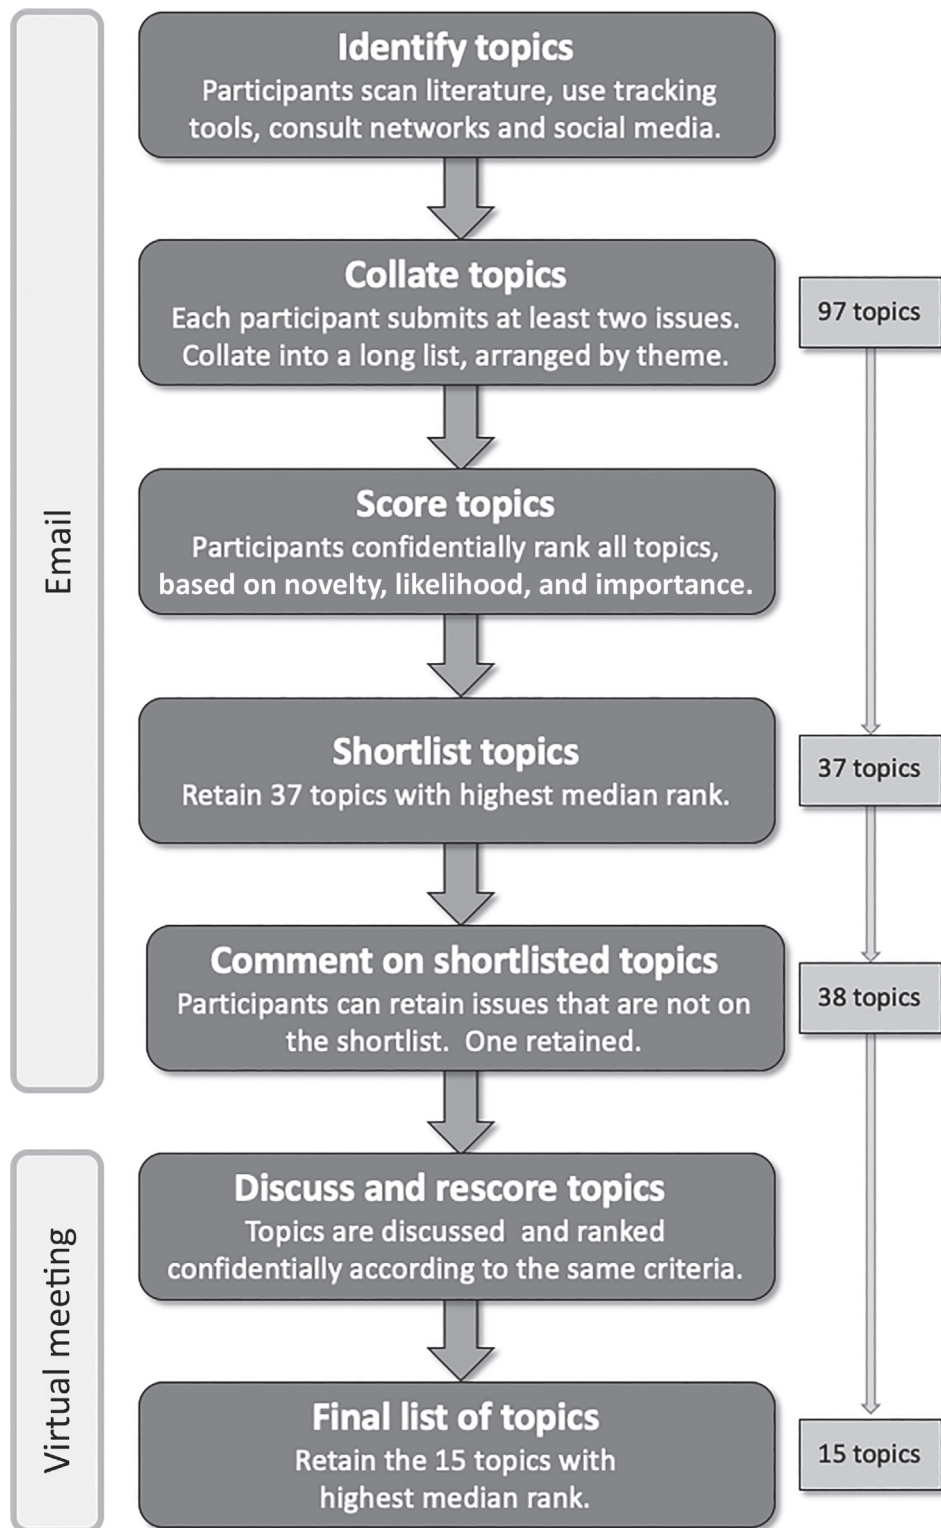 Identify topics
Participants scan literature, use tracking
tools, consult networks and social media.
Collate topics
Each participant submits at least two issues.
Collate into a long list, arranged by theme.
97 topics
Score topics
Participants confidentially rank all topics,
based on novelty, likelihood, and importance.
Email
Shortlist topics
Retain 37 topics with highest median rank.
37 topics
Comment on shortlisted topics
Participants can retain issues that are not on
the shortlist.  One retained.
38 topics
Discuss and rescore topics
Topics are discussed  and ranked
confidentially according to the same criteria.
Virtual meeting
Final list of topics
Retain the 15 topics with
highest median rank.
15 topics